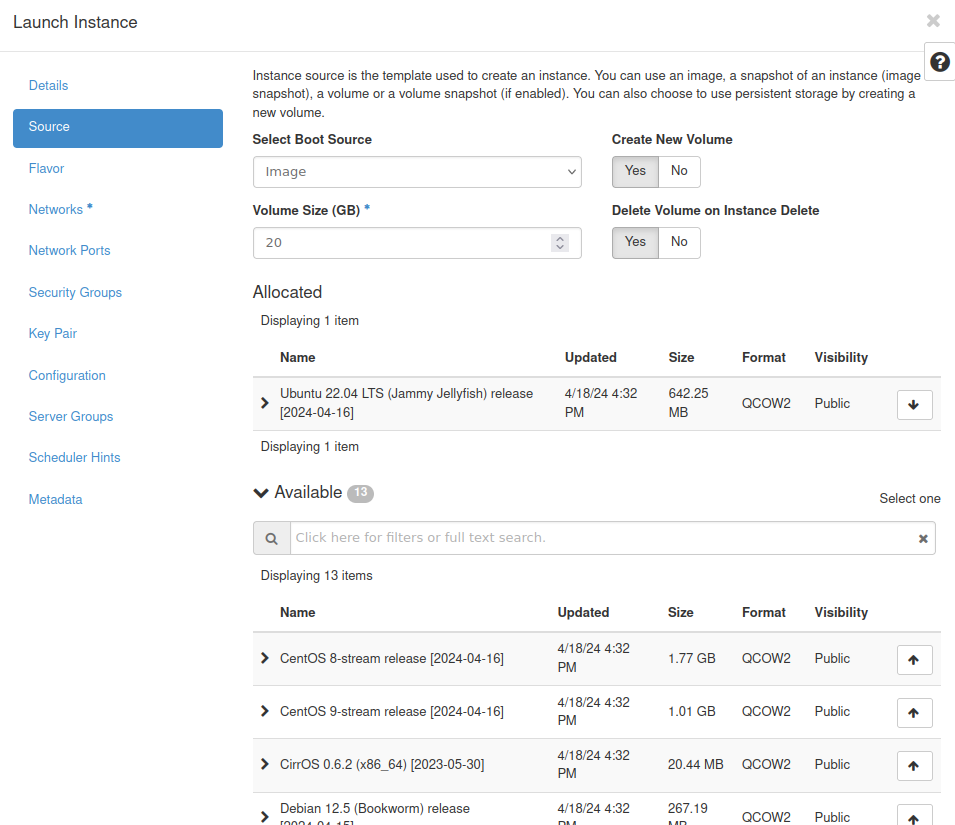 Launch Instance
Details
Source
Flavor
Networks *
Network Ports
Security Groups
Key Pair
Configuration
Server Groups
Scheduler Hints
Metadata
Instance source is the template used to create an instance. You can use an image, a snapshot of an instance (image
snapshot), a volume or a volume snapshot (if enabled). You can also choose to use persistent storage by creating a
new volume.
Select Boot Source
Create New Volume
Image
Yes No
Volume Size (GB) *
Delete Volume on Instance Delete
20
Yes No
Allocated
Displaying 1 item
Name Updated Size Format Visibility
Ubuntu 22.04 LTS (Jammy Jellyfish) release 4/18/24 4:32 642.25
[2024-04-16] PM MB QCOW2 Public
Displaying 1 item
Available 13
Select one
Click here for filters or full text search.
Displaying 13 items
Name Updated Size Format Visibility
CentOS 8-stream release [2024-04-16] 4/18/24 4:32 PM 1.77 GB QCOW2 Public
CentOS 9-stream release [2024-04-16] 4/18/24 4:32 PM 1.01 GB QCOW2 Public
CirrOS 0.6.2 (x86_64) [2023-05-30] 4/18/24 4:32 PM 20.44 MB QCOW2 Public
Debian 12.5 (Bookworm) release 4/18/24 4:32 267.19
[2024-04-15] PM MB QCOW2 Public